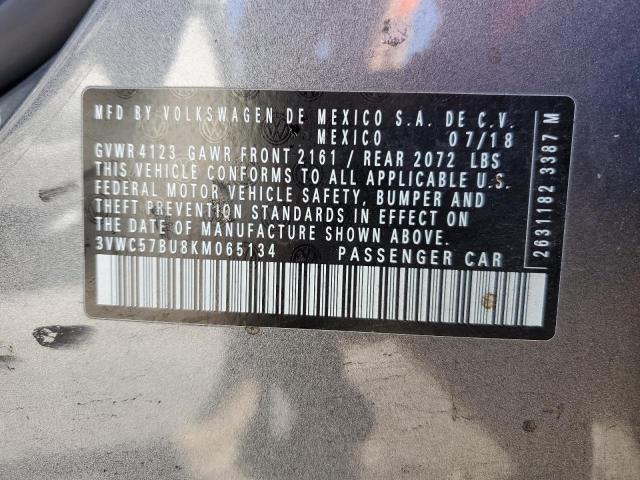 MFD BY VOLKSWAGEN DE MEXICO S.A. DE C.V.
MEXICO 07/18
GVWR 4123 GAWR FRONT 2161 / REAR 2072 LBS
THIS VEHICLE CONFORMS TO ALL APPLICABLE U.S.
FEDERAL MOTOR VEHICLE SAFETY, BUMPER AND
THEFT PREVENTION STANDARDS IN EFFECT ON
THE DATE OF MANUFACTURE SHOWN ABOVE.
3VWC57BU8KM065134 PASSENGER CAR
26311182 3387 M